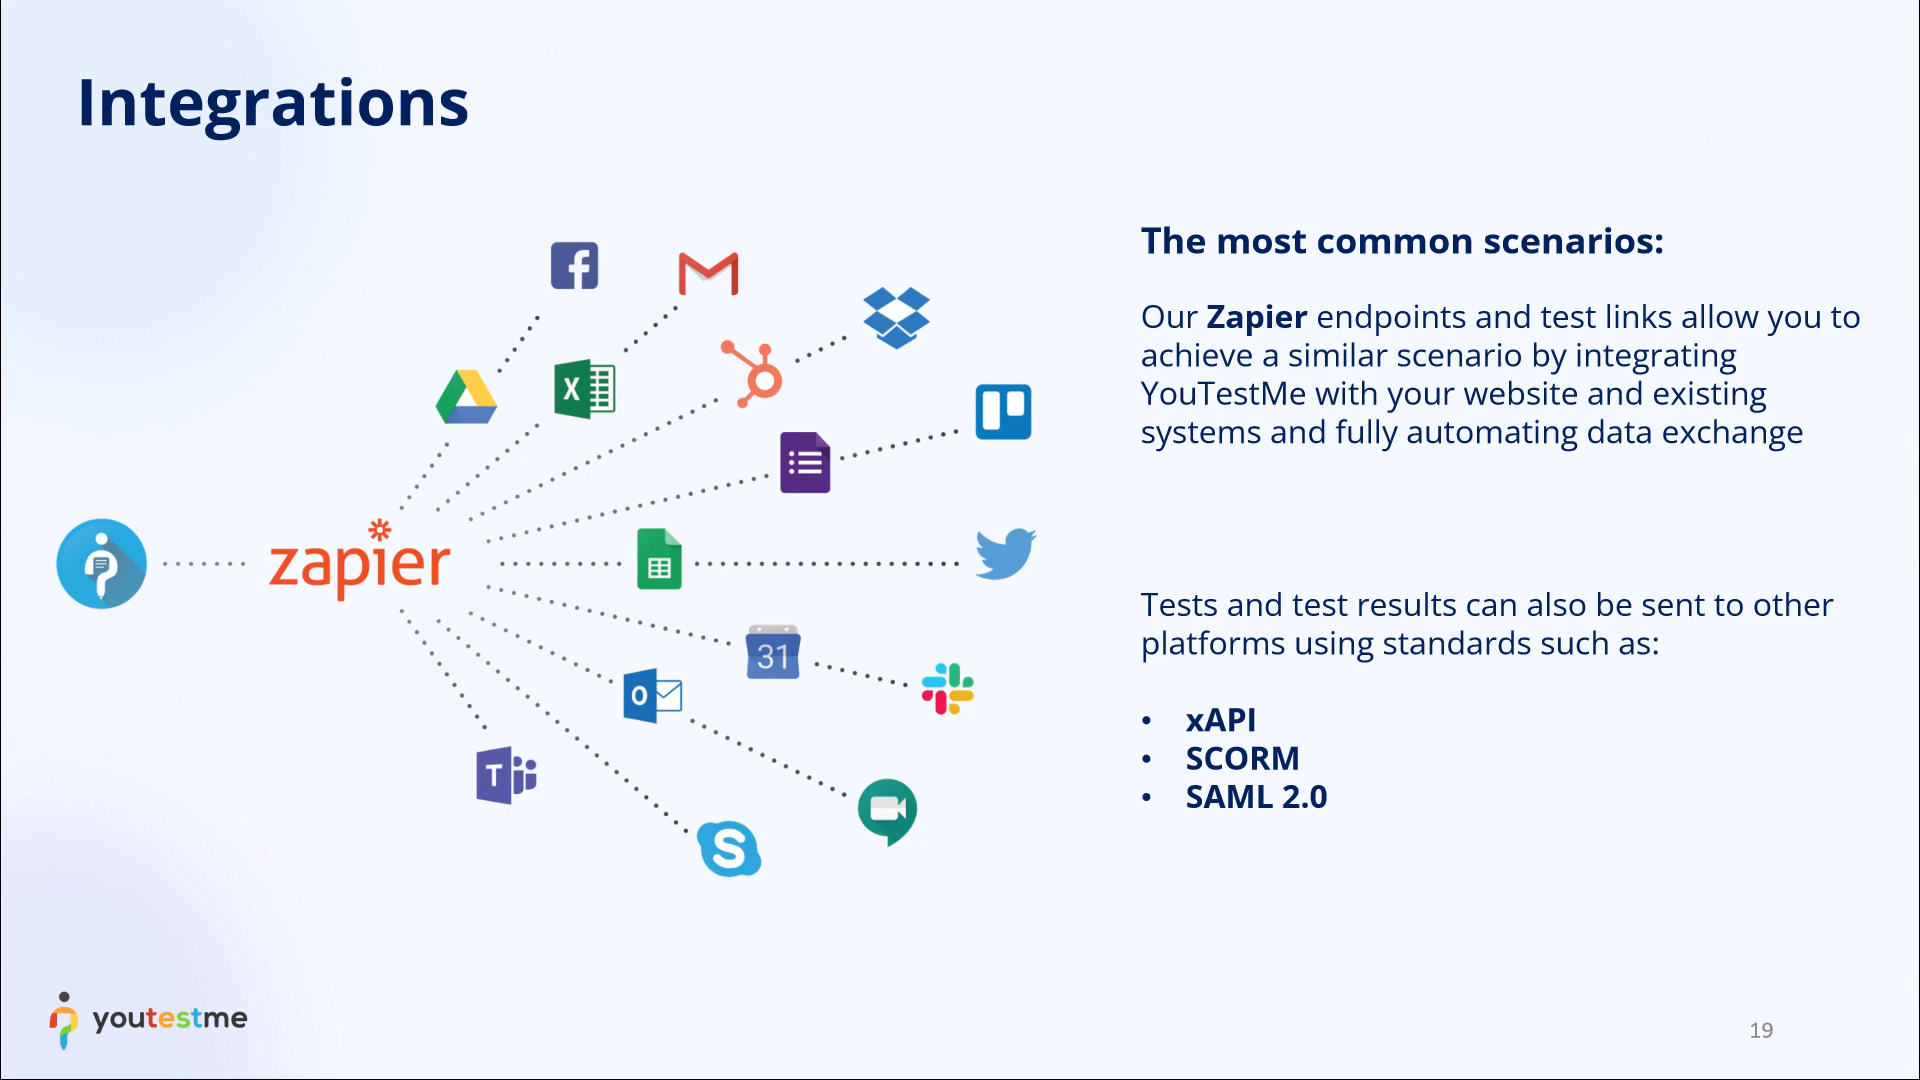 Integrations
The most common scenarios:
Our Zapier endpoints and test links allow you to
achieve a similar scenario by integrating
YouTestMe with your website and existing
systems and fully automating data exchange
zapier
X
31
O
T
S
Tests and test results can also be sent to other
platforms using standards such as:
• xAPI
• SCORM
• SAML 2.0
youtestme
19